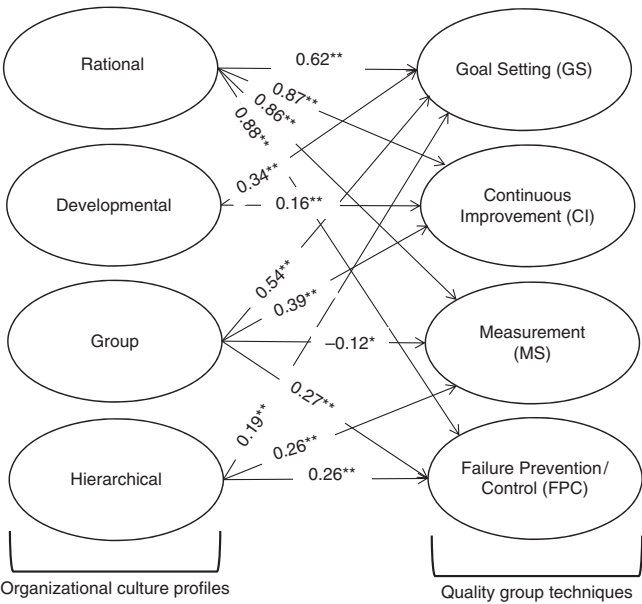 Rational
0.62**
Goal Setting (GS)
0.87**
0.86**
0.88**
0.34**
Developmental
0.16**
Continuous
Improvement (CI)
0.54**
0.39**
Group
–0.12*
Measurement
(MS)
0.27**
0.19**
0.26**
Hierarchical
0.26**
Failure Prevention/
Control (FPC)
Organizational culture profiles
Quality group techniques